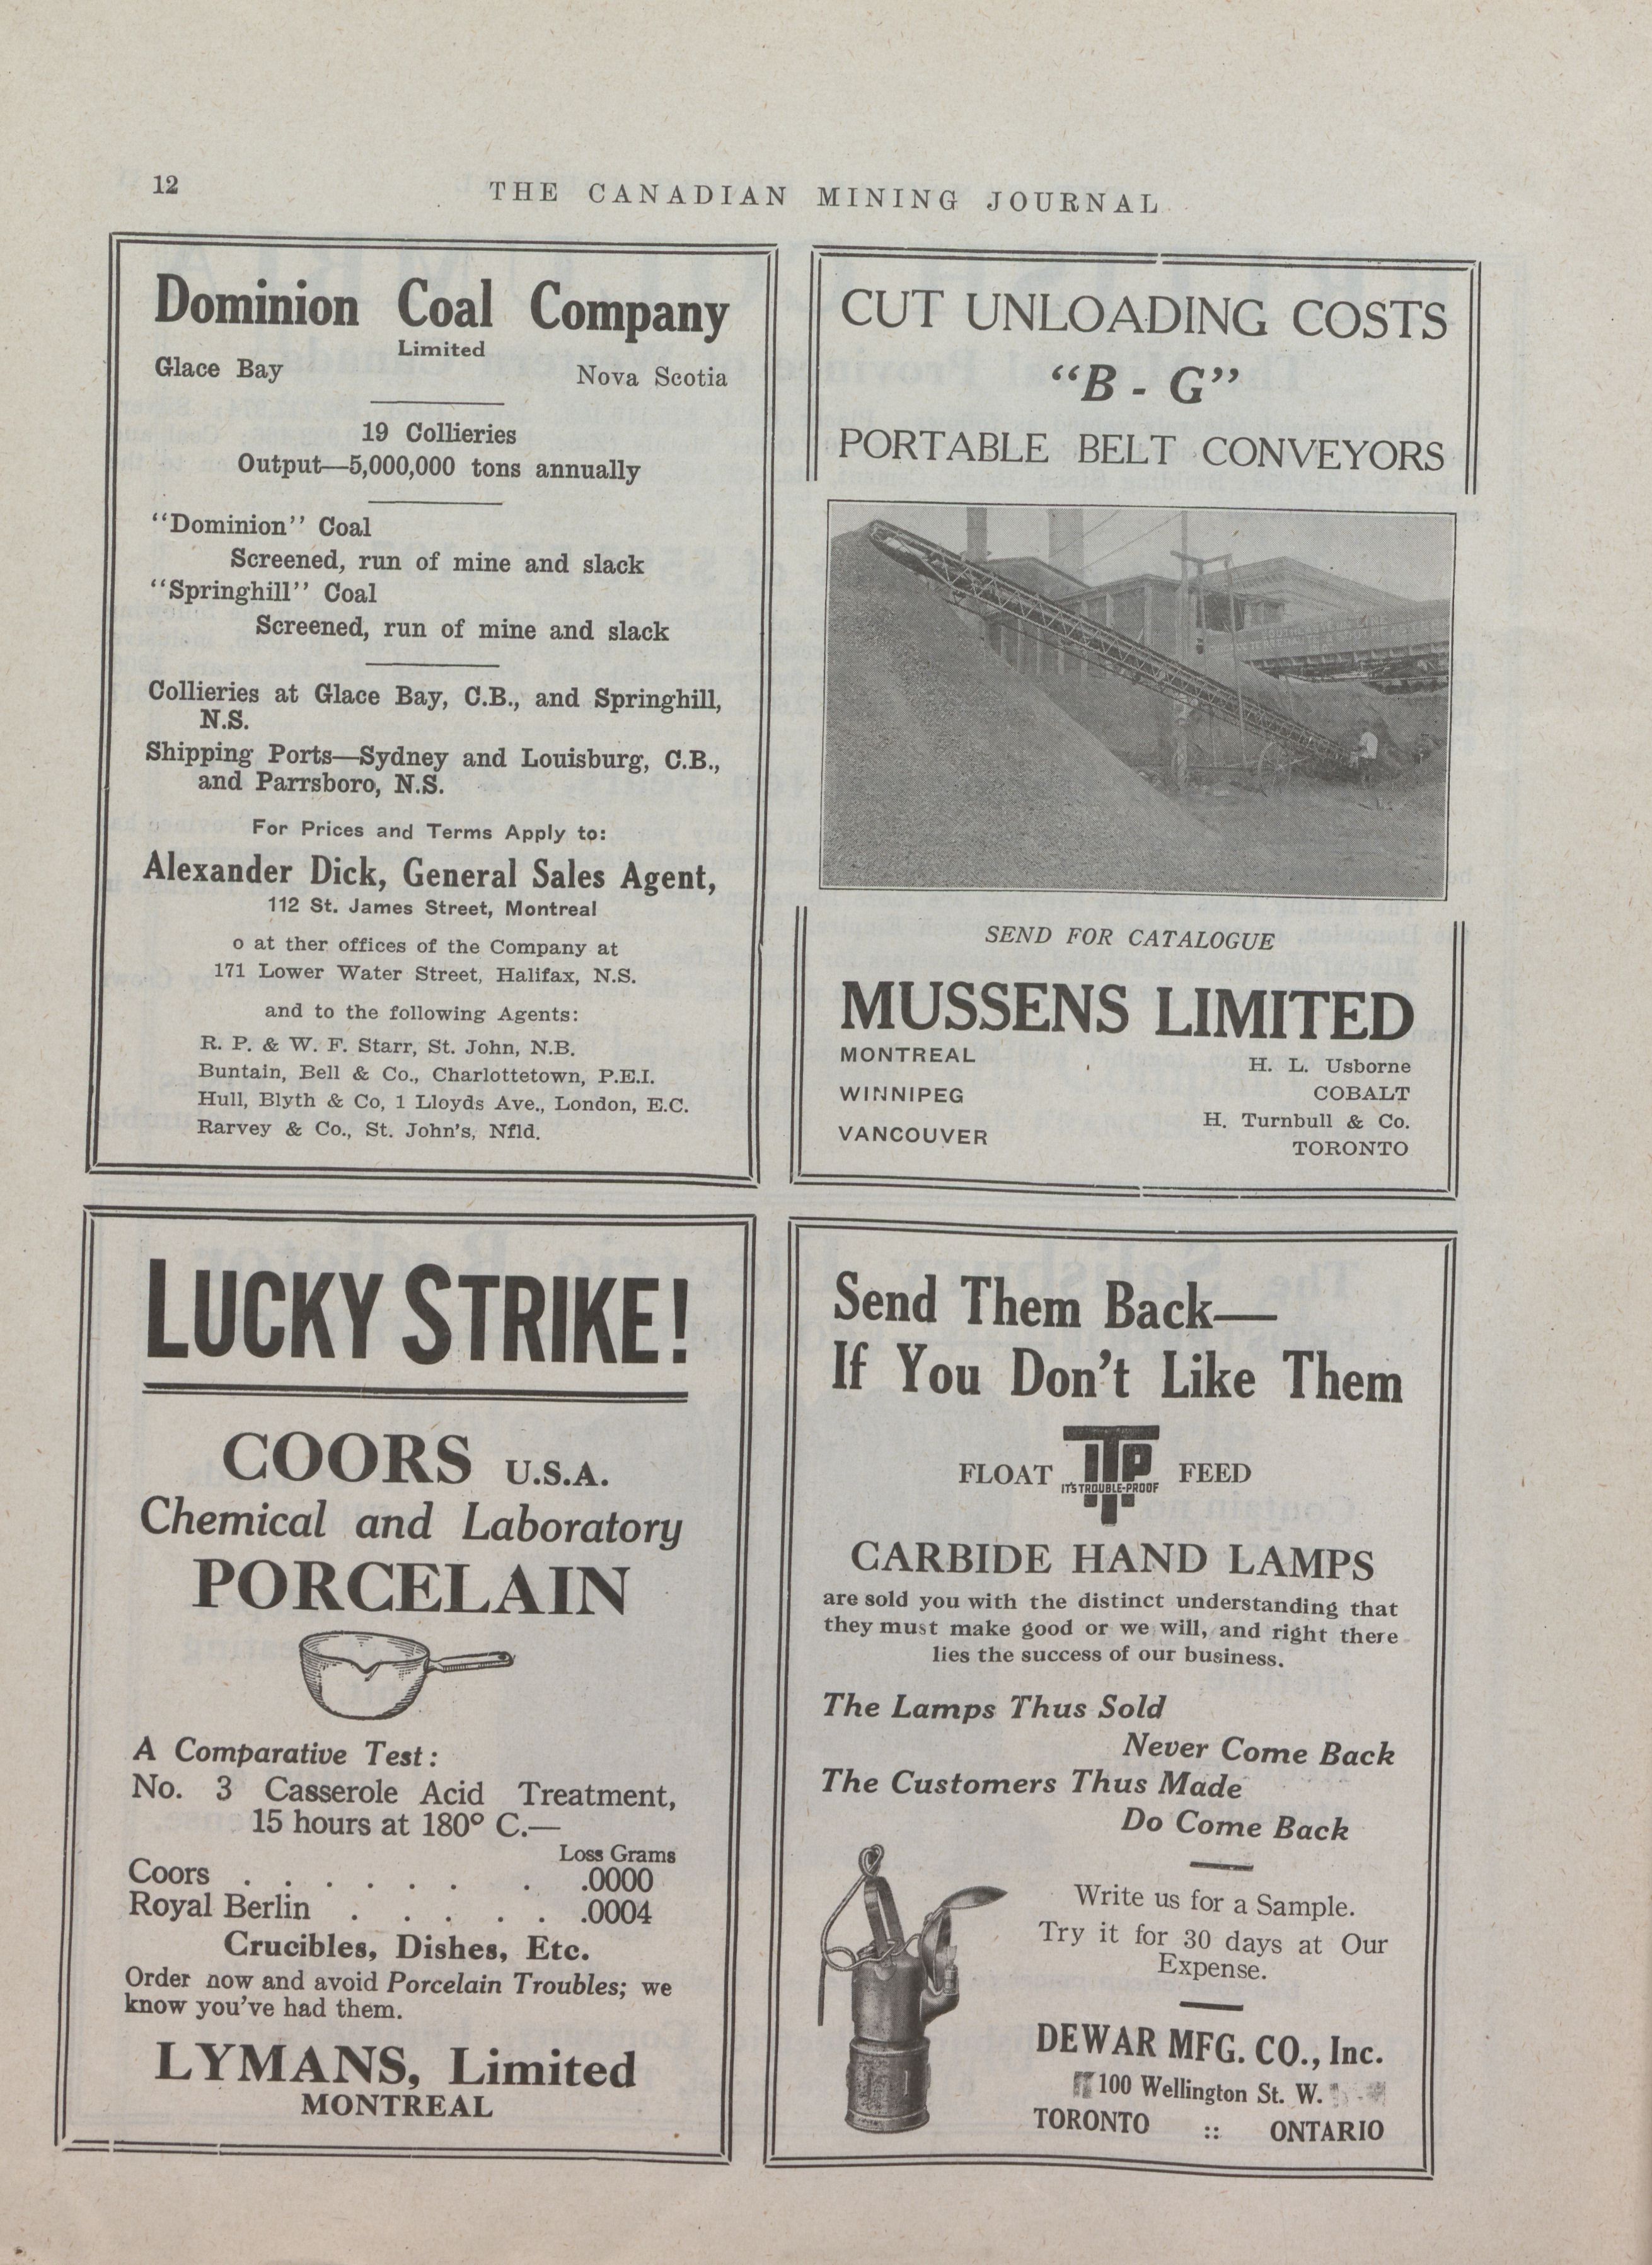 12
THE CANADIAN MINING JOURNAL
Dominion Coal Company
Limited
Glace Bay Nova Scotia
19 Collieries
Output—5,000,000 tons annually
"Dominion" Coal
Screened, run of mine and slack
"Springhill" Coal
Screened, run of mine and slack
Collieries at Glace Bay, C.B., and Springhill,
N.S.
Shipping Ports—Sydney and Louisburg, C.B.,
and Parrsboro, N.S.
For Prices and Terms Apply to:
Alexander Dick, General Sales Agent,
112 St. James Street, Montreal
o at ther offices of the Company at
171 Lower Water Street, Halifax, N.S.
and to the following Agents:
R. P. & W. F. Starr, St. John, N.B.
Buntain, Bell & Co., Charlottetown, P.E.I.
Hull, Blyth & Co, 1 Lloyds Ave., London, E.C.
Rarvey & Co., St. John's, Nfld.
CUT UNLOADING COSTS
"B - G"
PORTABLE BELT CONVEYORS
SEND FOR CATALOGUE
MUSSENS LIMITED
MONTREAL
WINNIPEG
VANCOUVER
H. L. Usborne
COBALT
H. Turnbull & Co.
TORONTO
LUCKY STRIKE!
COORS U.S.A.
Chemical and Laboratory
PORCELAIN
A Comparative Test:
No. 3 Casserole Acid Treatment,
15 hours at 180° C.—
Loss Grams
Coors . . . . . . . .0000
Royal Berlin . . . . . .0004
Crucibles, Dishes, Etc.
Order now and avoid Porcelain Troubles; we
know you've had them.
LYMANS, Limited
MONTREAL
Send Them Back—
If You Don't Like Them
FLOAT ITP FEED
IT'S TROUBLE-PROOF
CARBIDE HAND LAMPS
are sold you with the distinct understanding that
they must make good or we will, and right there
lies the success of our business.
The Lamps Thus Sold
Never Come Back
The Customers Thus Made
Do Come Back
Write us for a Sample.
Try it for 30 days at Our
Expense.
DEWAR MFG. CO., Inc.
100 Wellington St. W.
TORONTO :: ONTARIO